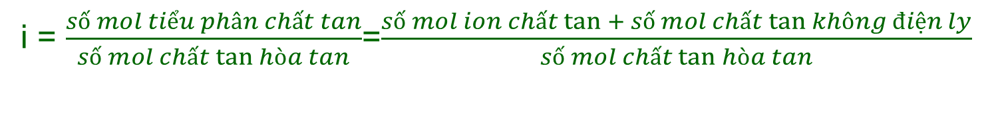 i = số mol tiểu phân chất tan / số mol chất tan hòa tan = số mol ion chất tan + số mol chất tan không điện ly / số mol chất tan hòa tan